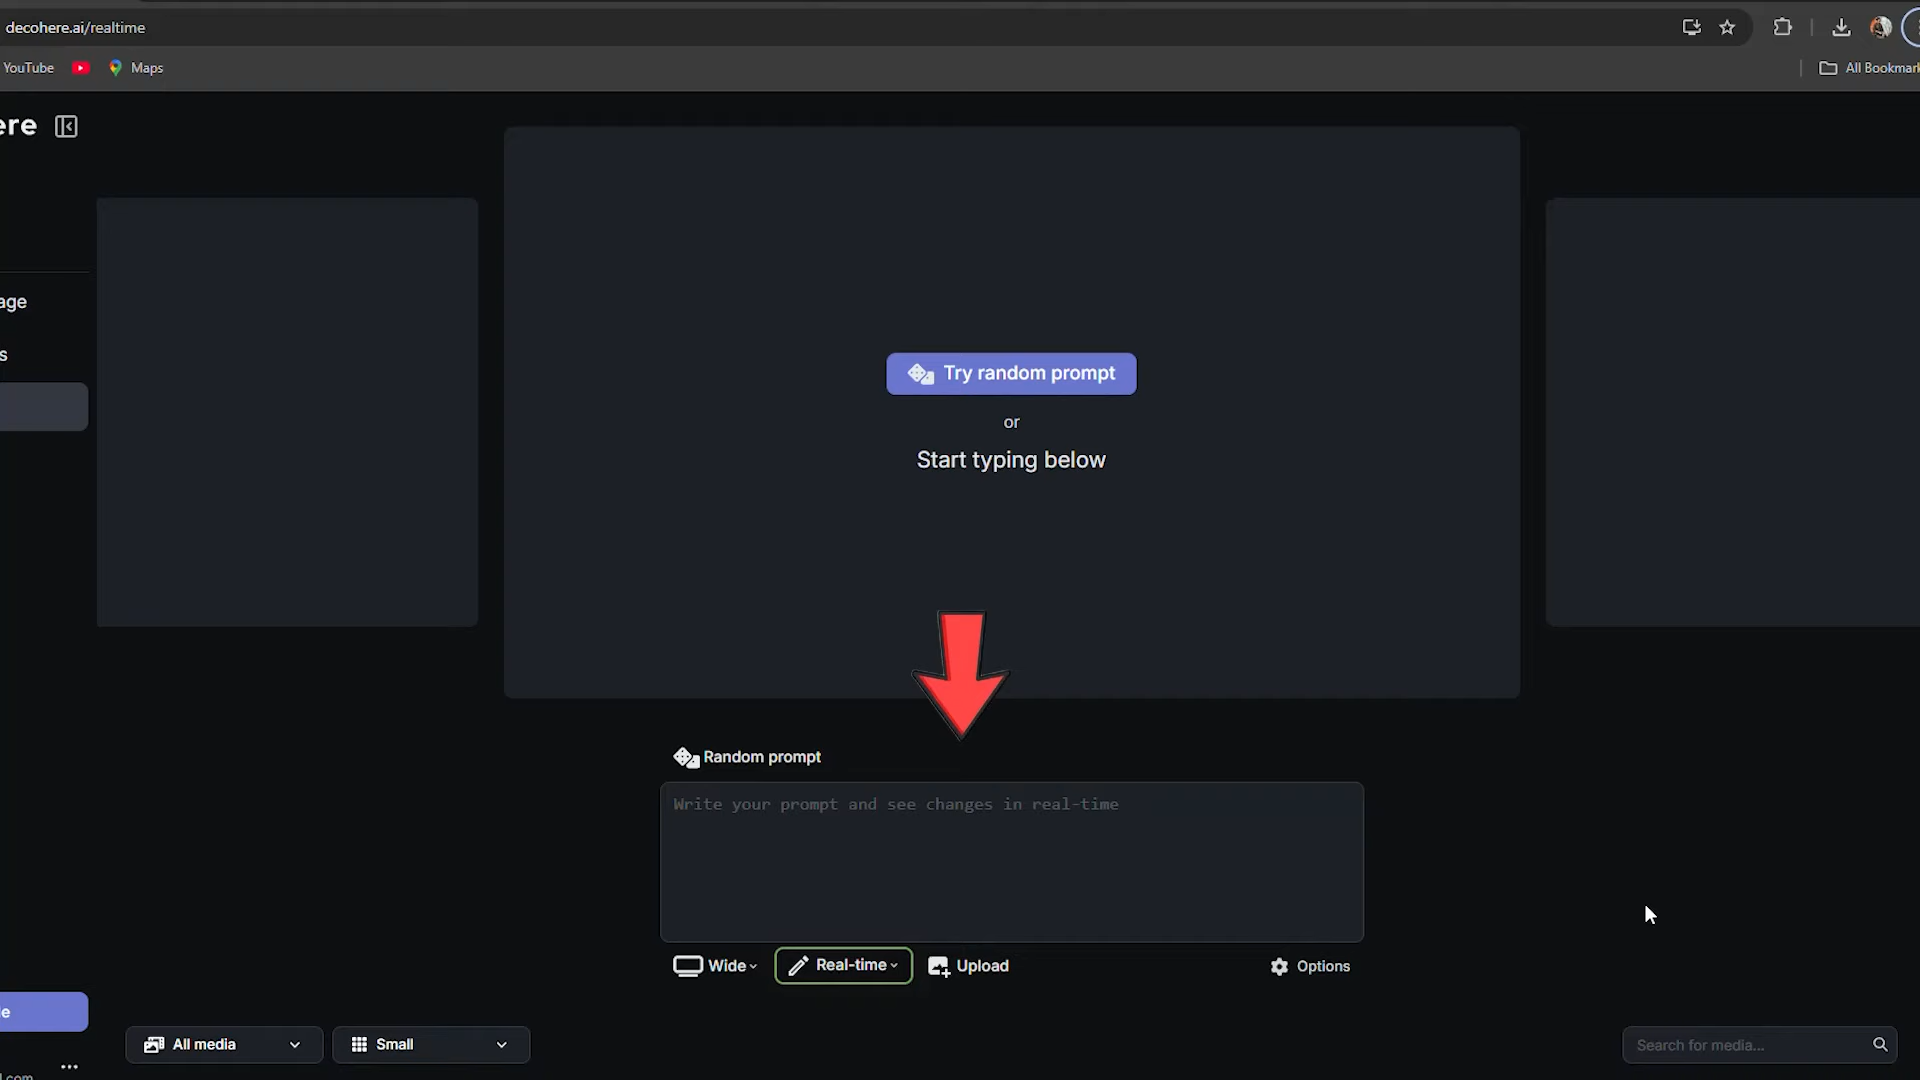 decohere.ai/realtime
YouTube Maps All Bookmark
ere
age
s
Try random prompt
or
Start typing below
Random prompt
Write your prompt and see changes in real-time
Wide Real-time Upload Options
e
All media Small Search for media...
l.com